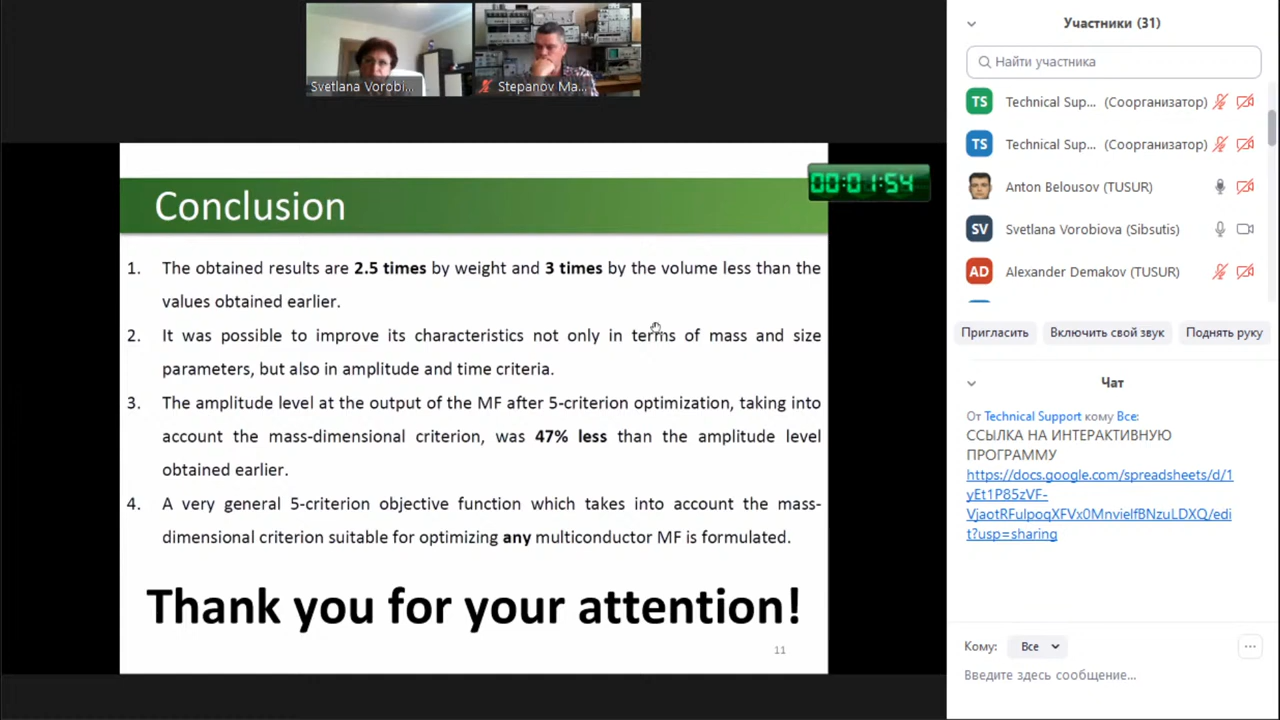 Svetlana Vorobi...
Stepanov Ma...
00:01:54
Conclusion
1. The obtained results are 2.5 times by weight and 3 times by the volume less than the
values obtained earlier.
2. It was possible to improve its characteristics not only in terms of mass and size
parameters, but also in amplitude and time criteria.
3. The amplitude level at the output of the MF after 5-criterion optimization, taking into
account the mass-dimensional criterion, was 47% less than the amplitude level
obtained earlier.
4. A very general 5-criterion objective function which takes into account the mass-
dimensional criterion suitable for optimizing any multiconductor MF is formulated.
Thank you for your attention!
11
Участники (31)
Найти участника
TS Technical Sup... (Соорганизатор)
TS Technical Sup... (Соорганизатор)
Anton Belousov (TUSUR)
SV Svetlana Vorobiova (Sibsutis)
AD Alexander Demakov (TUSUR)
Пригласить Включить свой звук Поднять руку
Чат
От Technical Support кому Все:
ССЫЛКА НА ИНТЕРАКТИВНУЮ
ПРОГРАММУ
https://docs.google.com/spreadsheets/d/1
yEt1P85zVF-
VjaotRFulpoqXFVx0MnvielfBNzuLDXQ/edi
t?usp=sharing
Кому: Все
Введите здесь сообщение...